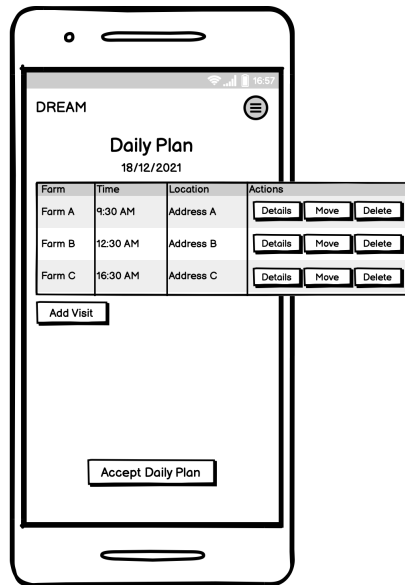 16:57
DREAM
Daily Plan
18/12/2021
Farm Time Location Actions
Farm A 9:30 AM Address A Details Move Delete
Farm B 12:30 AM Address B Details Move Delete
Farm C 16:30 AM Address C Details Move Delete
Add Visit
Accept Daily Plan